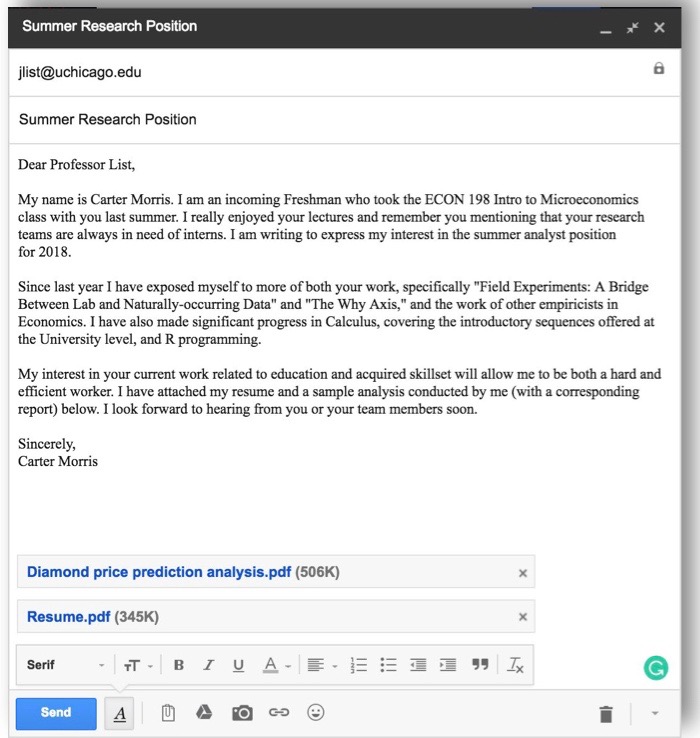 Summer Research Position
jlist@uchicago.edu
Summer Research Position
Dear Professor List,
My name is Carter Morris. I am an incoming Freshman who took the ECON 198 Intro to Microeconomics
class with you last summer. I really enjoyed your lectures and remember you mentioning that your research
teams are always in need of interns. I am writing to express my interest in the summer analyst position
for 2018.
Since last year I have exposed myself to more of both your work, specifically "Field Experiments: A Bridge
Between Lab and Naturally-occurring Data" and "The Why Axis," and the work of other empiricists in
Economics. I have also made significant progress in Calculus, covering the introductory sequences offered at
the University level, and R programming.
My interest in your current work related to education and acquired skillset will allow me to be both a hard and
efficient worker. I have attached my resume and a sample analysis conducted by me (with a corresponding
report) below. I look forward to hearing from you or your team members soon.
Sincerely,
Carter Morris
Diamond price prediction analysis.pdf (506K)
Resume.pdf (345K)
Serif
Send